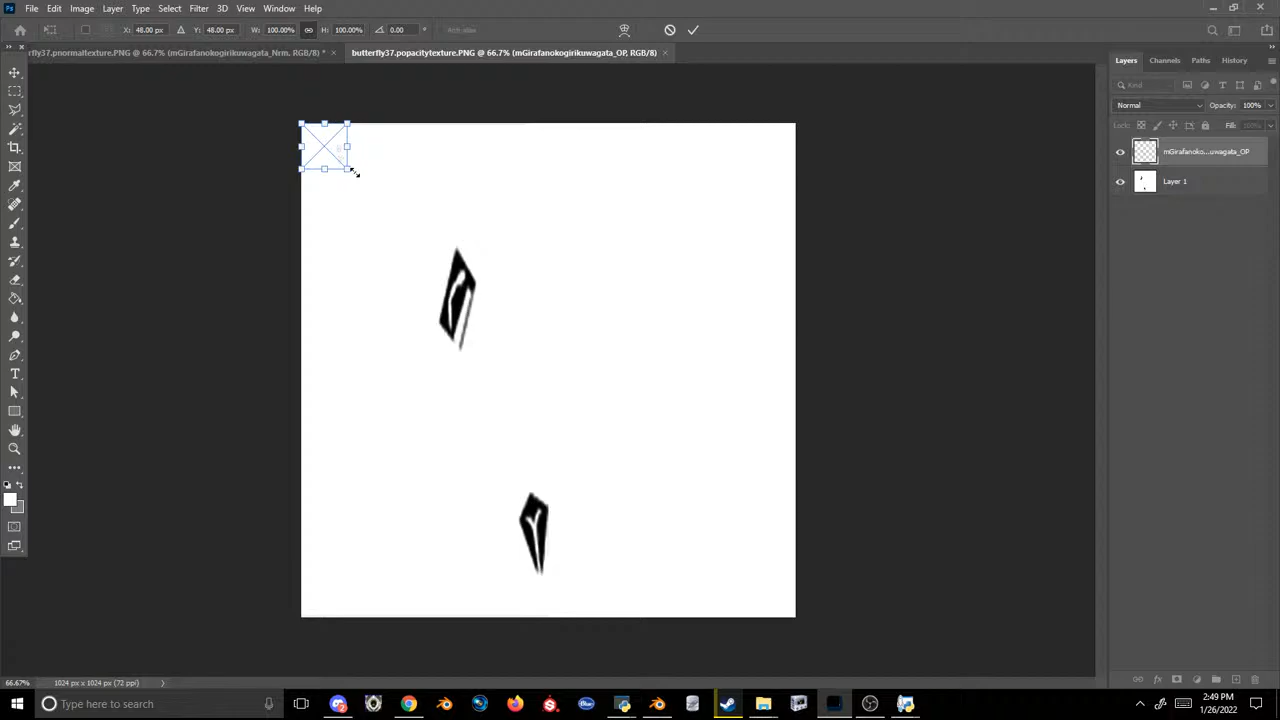 File Edit Image Layer Type Select Filter 3D View Window Help
X: 48.00 px Y: 48.00 px W: 100.00% H: 100.00% 0.00 Anti-alias
rfly37.pnormaltexture.PNG @ 66.7% (mGirafanokogirikuwagata_Nrm, RGB/8) *
butterfly37.popacitytexture.PNG @ 66.7% (mGirafanokogirikuwagata_OP, RGB/8)
Layers Channels Paths History
Kind
Normal Opacity: 100%
Lock: Fill: 100%
mGirafanoko...uwagata_OP
Layer 1
66.67% 1024 px x 1024 px (72 ppi)
Type here to search
2:49 PM
1/26/2022